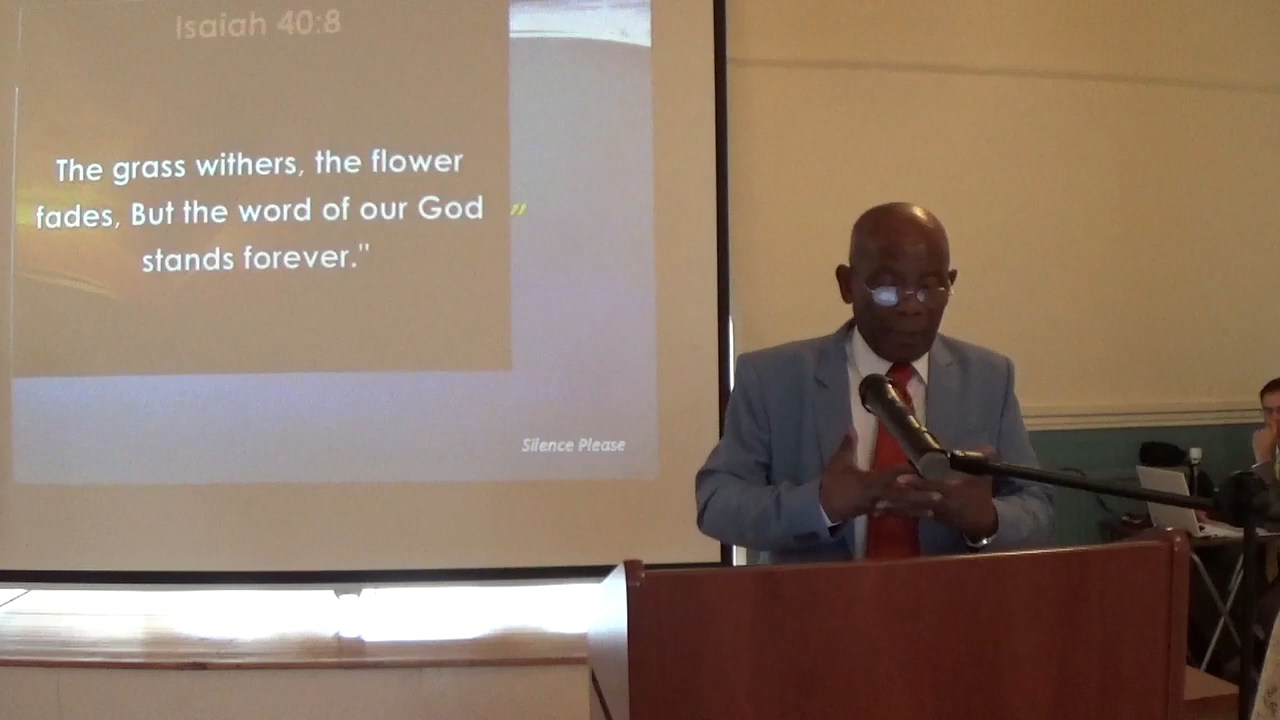 Isaiah 40:8
The grass withers, the flower
fades, But the word of our God
stands forever."
”
Silence Please